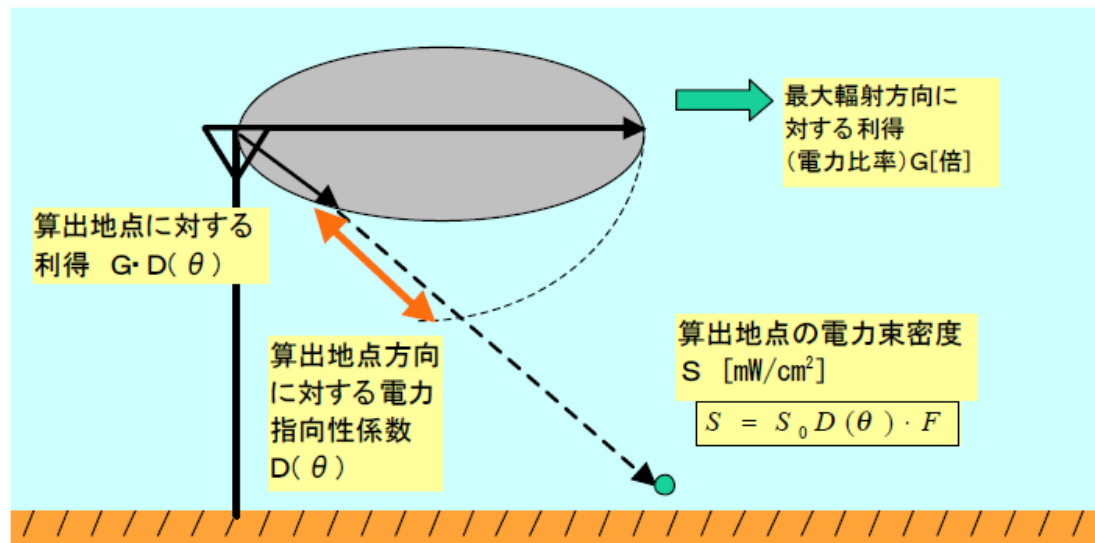 最大輻射方向に
対する利得
(電力比率)G[倍]
算出地点に対する
利得 G・D(θ)
算出地点方向
に対する電力
指向性係数
D(θ)
算出地点の電力束密度
S [mW/cm²]
S = S₀ D (θ) · F